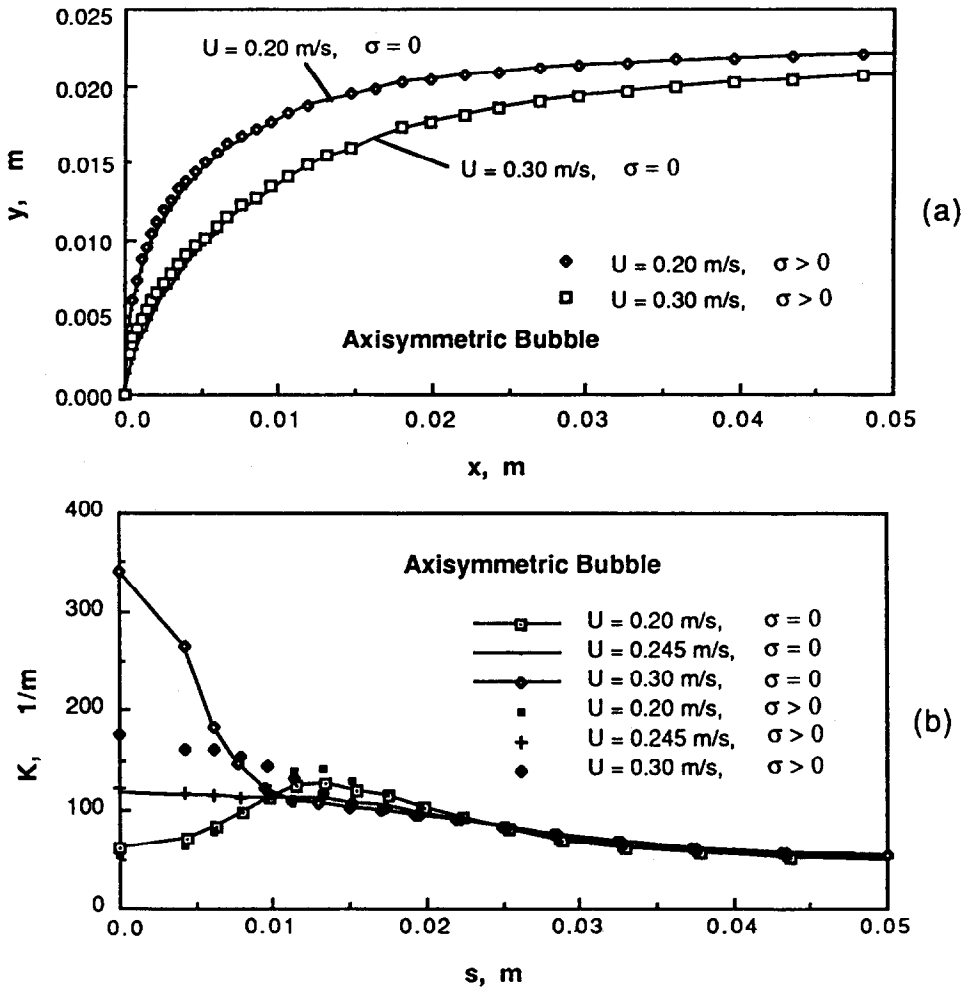 0.025
U = 0.20 m/s, σ = 0
0.020
U = 0.30 m/s, σ = 0
0.015
y, m
(a)
0.010
U = 0.20 m/s, σ > 0
U = 0.30 m/s, σ > 0
0.005
Axisymmetric Bubble
0.000
0.0 0.01 0.02 0.03 0.04 0.05
x, m
400
Axisymmetric Bubble
U = 0.20 m/s, σ = 0
300
U = 0.245 m/s, σ = 0
U = 0.30 m/s, σ = 0
K, 1/m
200
U = 0.20 m/s, σ > 0
(b)
U = 0.245 m/s, σ > 0
U = 0.30 m/s, σ > 0
100
0
0.0 0.01 0.02 0.03 0.04 0.05
s, m